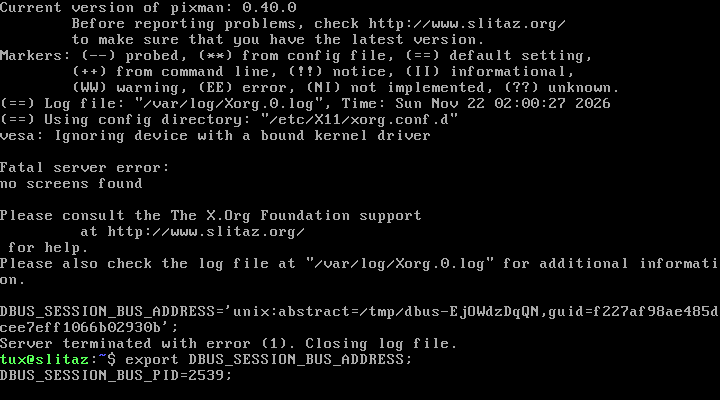 Current version of pixman: 0.40.0
Before reporting problems, check http://www.slitaz.org/
to make sure that you have the latest version.
Markers: (--) probed, (**) from config file, (==) default setting,
(++) from command line, (!!) notice, (II) informational,
(WW) warning, (EE) error, (NI) not implemented, (??) unknown.
(==) Log file: "/var/log/Xorg.0.log", Time: Sun Nov 22 02:00:27 2026
(==) Using config directory: "/etc/X11/xorg.conf.d"
vesa: Ignoring device with a bound kernel driver
Fatal server error:
no screens found
Please consult the The X.Org Foundation support
at http://www.slitaz.org/
for help.
Please also check the log file at "/var/log/Xorg.0.log" for additional informati
on.
DBUS_SESSION_BUS_ADDRESS='unix:abstract=/tmp/dbus-EjOWdzDqQN,guid=f227af98ae485d
cee7eff1066b02930b';
Server terminated with error (1). Closing log file.
tux@slitaz:~$ export DBUS_SESSION_BUS_ADDRESS;
DBUS_SESSION_BUS_PID=2539;